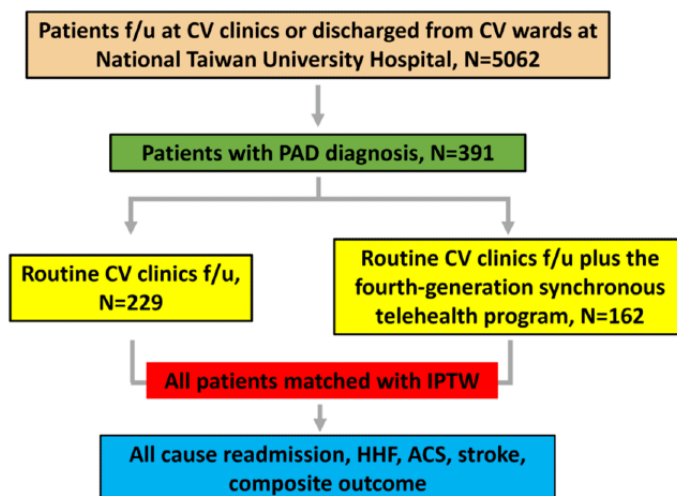 Patients f/u at CV clinics or discharged from CV wards at
National Taiwan University Hospital, N=5062
Patients with PAD diagnosis, N=391
Routine CV clinics f/u,
N=229
Routine CV clinics f/u plus the
fourth-generation synchronous
telehealth program, N=162
All patients matched with IPTW
All cause readmission, HHF, ACS, stroke,
composite outcome